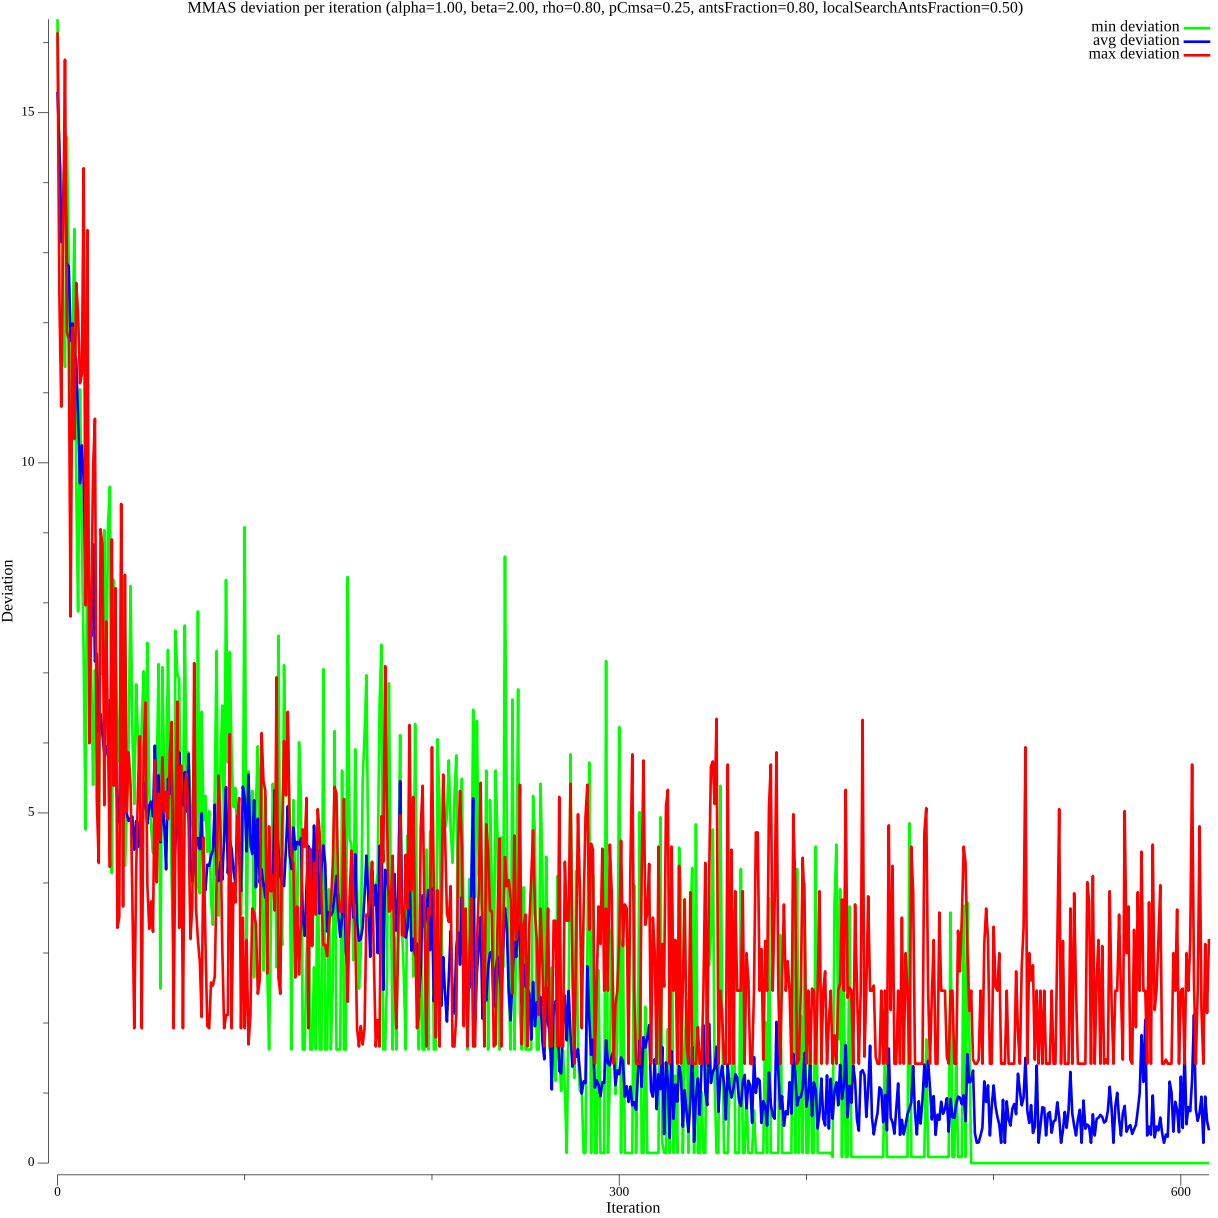 MMAS deviation per iteration (alpha=1.00, beta=2.00, rho=0.80, pCmsa=0.25, antsFraction=0.80, localSearchAntsFraction=0.50)
min deviation
avg deviation
max deviation
15
10
5
0
Deviation
0
300
600
Iteration